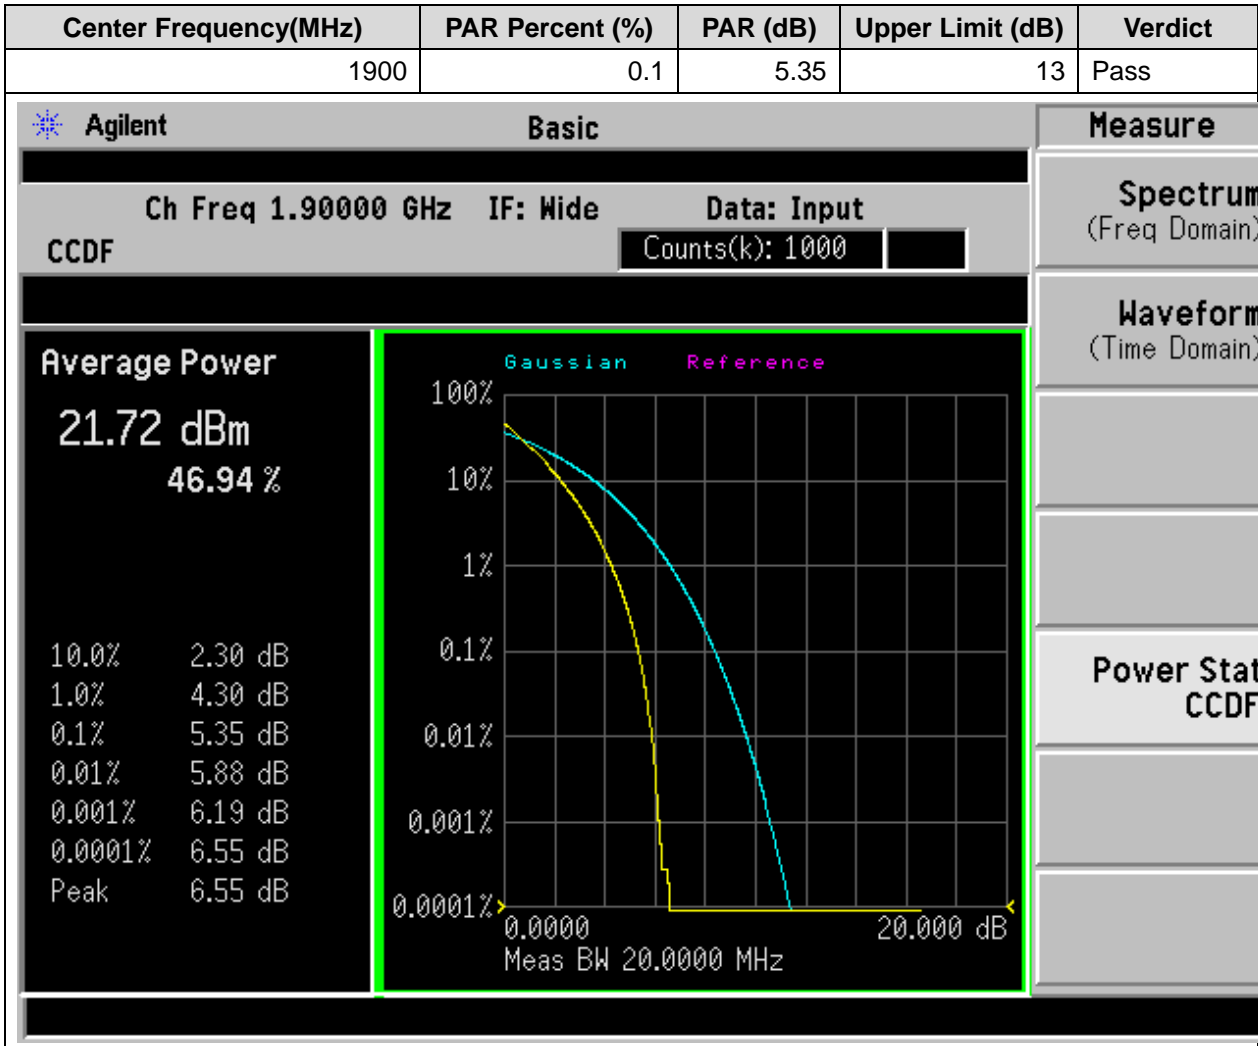 Center Frequency(MHz) PAR Percent (%) PAR (dB) Upper Limit (dB) Verdict
1900 0.1 5.35 13 Pass
Agilent Basic Measure
Ch Freq 1.90000 GHz IF: Wide Data: Input
CCDF Counts(k): 1000
Spectrum
(Freq Domain)
Waveform
(Time Domain)
Power Stat
CCDF
Average Power
21.72 dBm
46.94 %
10.0% 2.30 dB
1.0% 4.30 dB
0.1% 5.35 dB
0.01% 5.88 dB
0.001% 6.19 dB
0.0001% 6.55 dB
Peak 6.55 dB
Gaussian Reference
100%
10%
1%
0.1%
0.01%
0.001%
0.0001%
0.0000 20.000 dB
Meas BW 20.0000 MHz